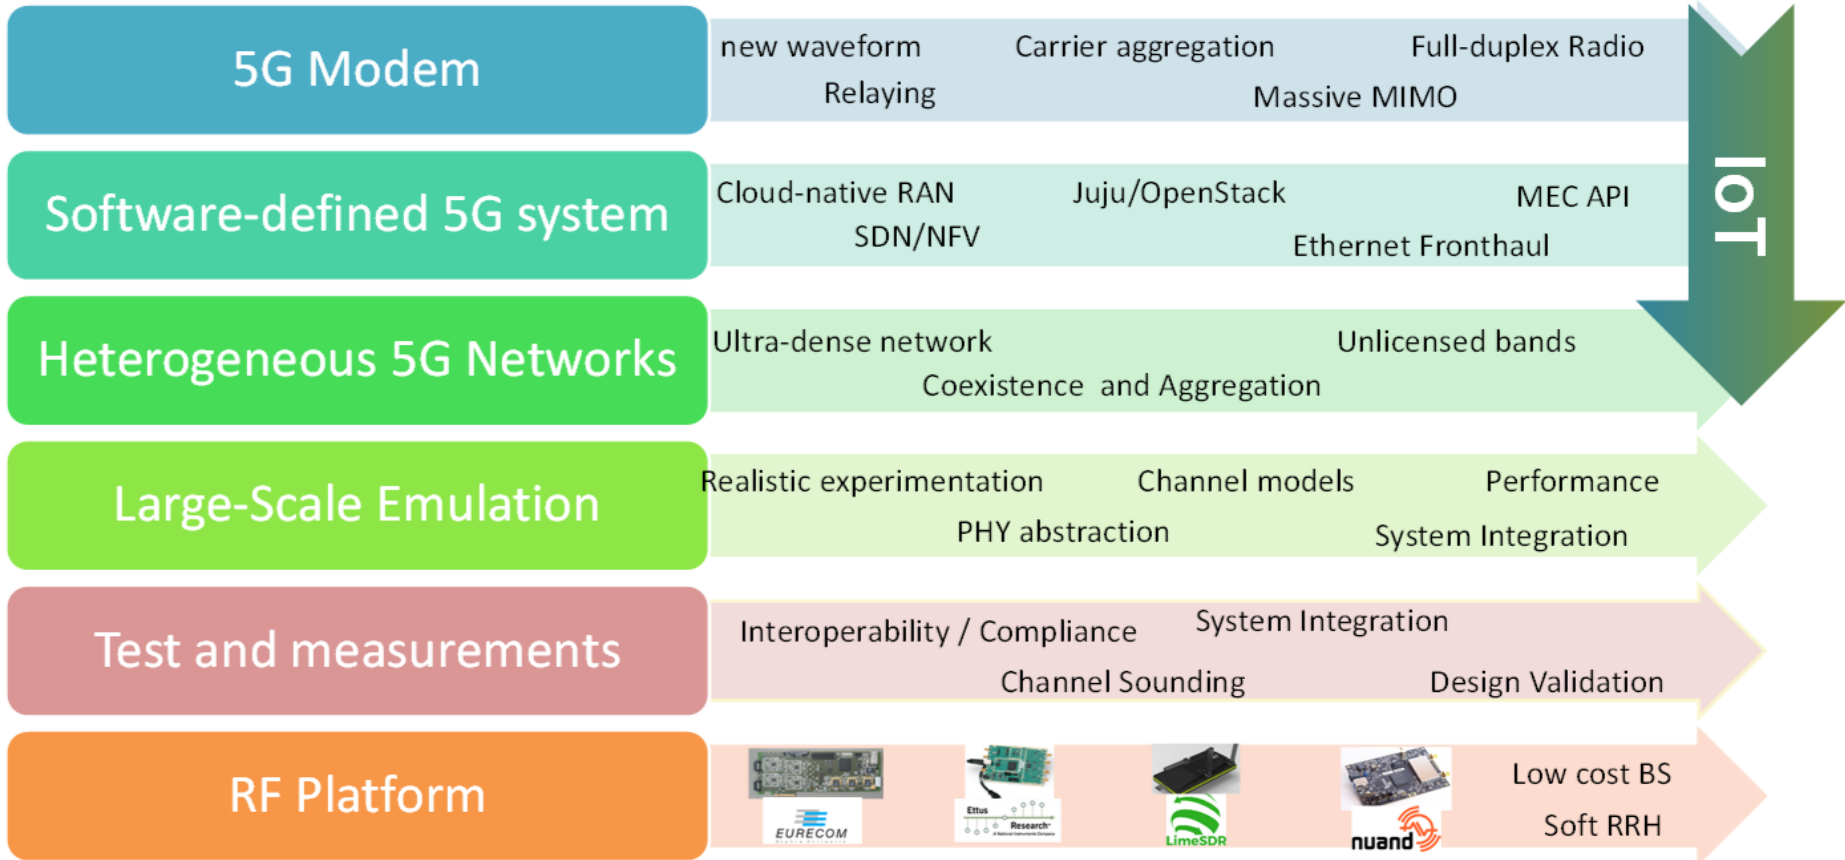 5G Modem
new waveform
Carrier aggregation
Full-duplex Radio
Relaying
Massive MIMO
IoT
Software-defined 5G system
Cloud-native RAN
Juju/OpenStack
MEC API
SDN/NFV
Ethernet Fronthaul
Heterogeneous 5G Networks
Ultra-dense network
Unlicensed bands
Coexistence and Aggregation
Large-Scale Emulation
Realistic experimentation
Channel models
Performance
PHY abstraction
System Integration
Test and measurements
Interoperability / Compliance
System Integration
Channel Sounding
Design Validation
RF Platform
EURECOM
Ettus
Research
A National Instruments Company
LimeSDR
nuand
Low cost BS
Soft RRH